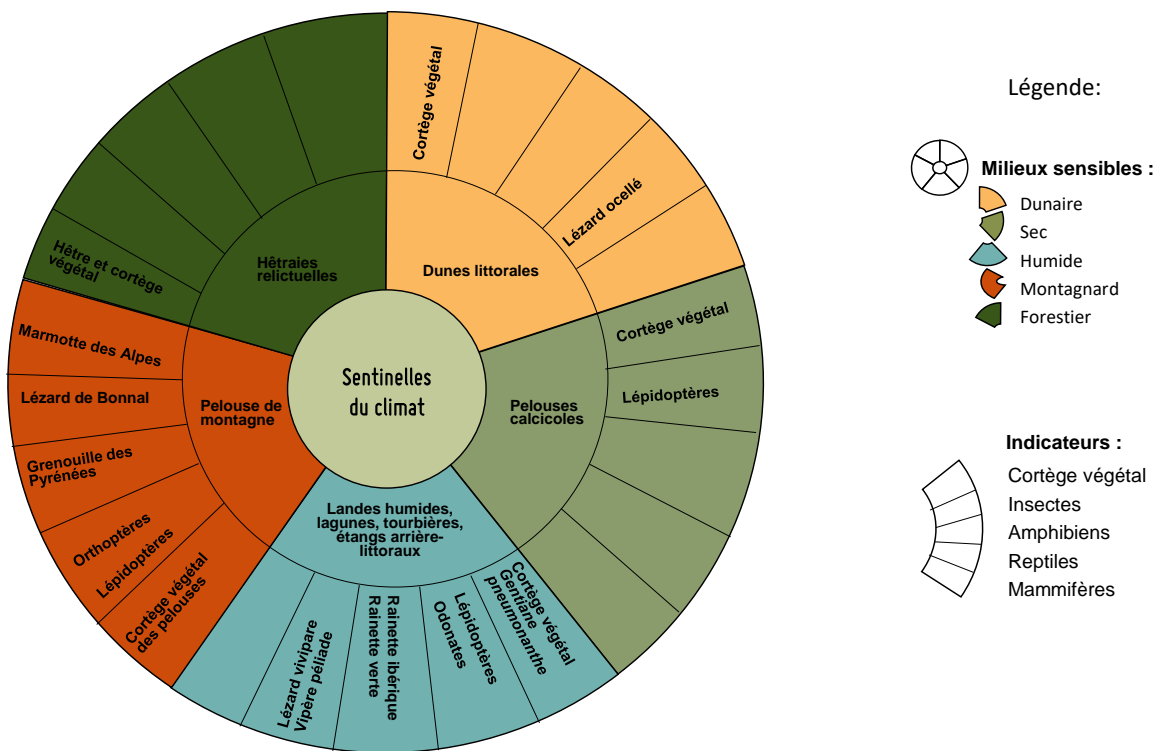 Sentinelles
du climat
Dunes littorales
Cortège végétal
Lézard ocellé
Pelouses
calcicoles
Cortège végétal
Lépidoptères
Landes humides,
lagunes, tourbières,
étangs arrière-
littoraux
Cortège végétal
Gentiane
pneumonanthe
Lépidoptères
Odonates
Rainette ibérique
Rainette verte
Lézard vivipare
Vipère péliade
Pelouse de
montagne
Cortège végétal
des pelouses
Lépidoptères
Orthoptères
Grenouille des
Pyrénées
Lézard de Bonnal
Marmotte des Alpes
Hêtraies
relictuelles
Hêtre et cortège
végétal
Légende:
Milieux sensibles :
Dunaire
Sec
Humide
Montagnard
Forestier
Indicateurs :
Cortège végétal
Insectes
Amphibiens
Reptiles
Mammifères